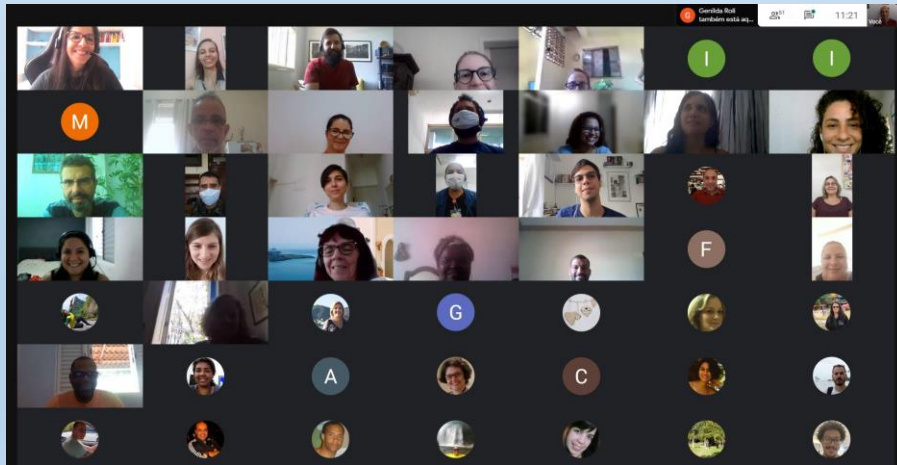 G
Genilda Roli
também está aq...
51
11:21
Você
I
I
M
F
G
A
C